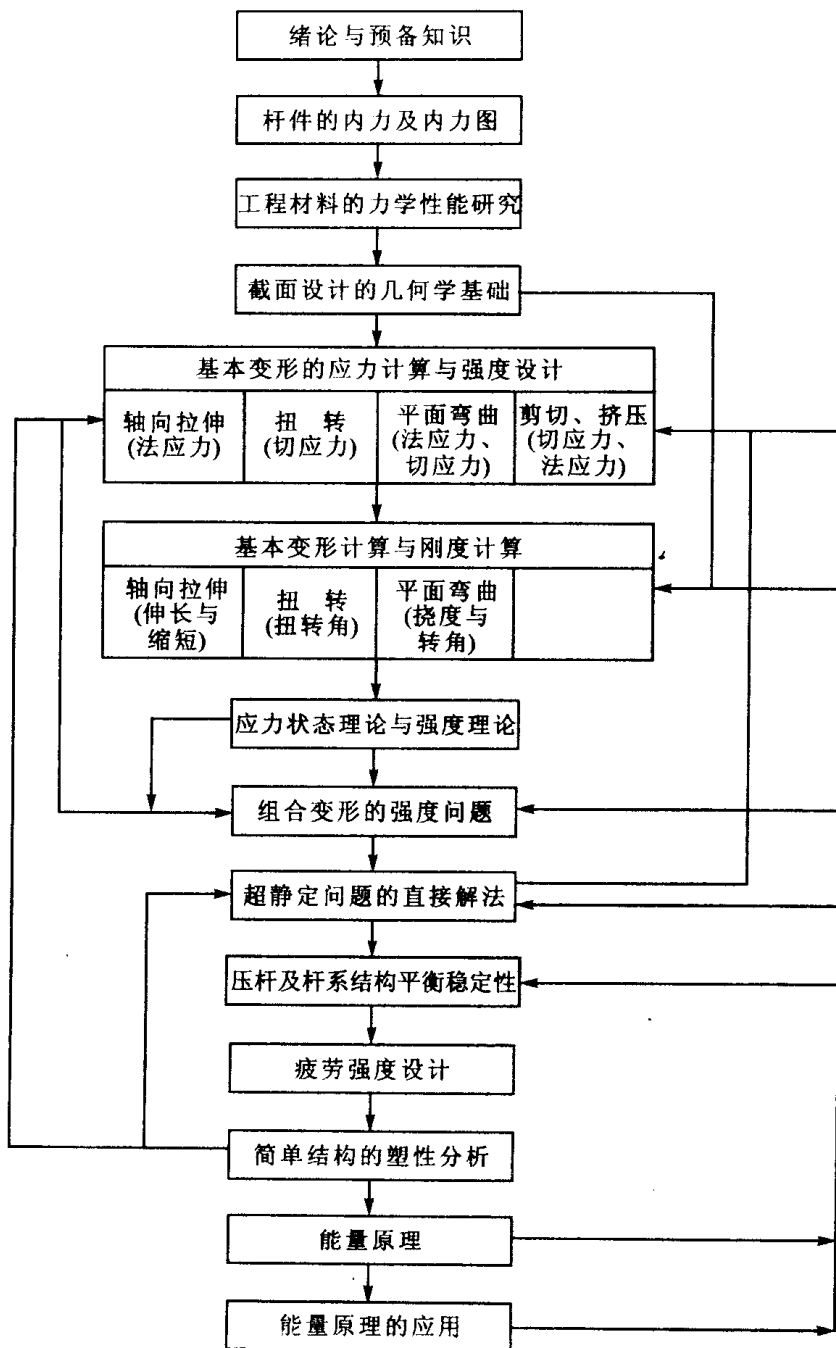 绪论与预备知识
杆件的内力及内力图
工程材料的力学性能研究
截面设计的几何学基础
基本变形的应力计算与强度设计
轴向拉伸
(法应力)
扭 转
(切应力)
平面弯曲
(法应力、
切应力)
剪切、挤压
(切应力、
法应力)
基本变形计算与刚度计算
轴向拉伸
(伸长与
缩短)
扭 转
(扭转角)
平面弯曲
(挠度与
转角)
应力状态理论与强度理论
组合变形的强度问题
超静定问题的直接解法
压杆及杆系结构平衡稳定性
疲劳强度设计
简单结构的塑性分析
能量原理
能量原理的应用